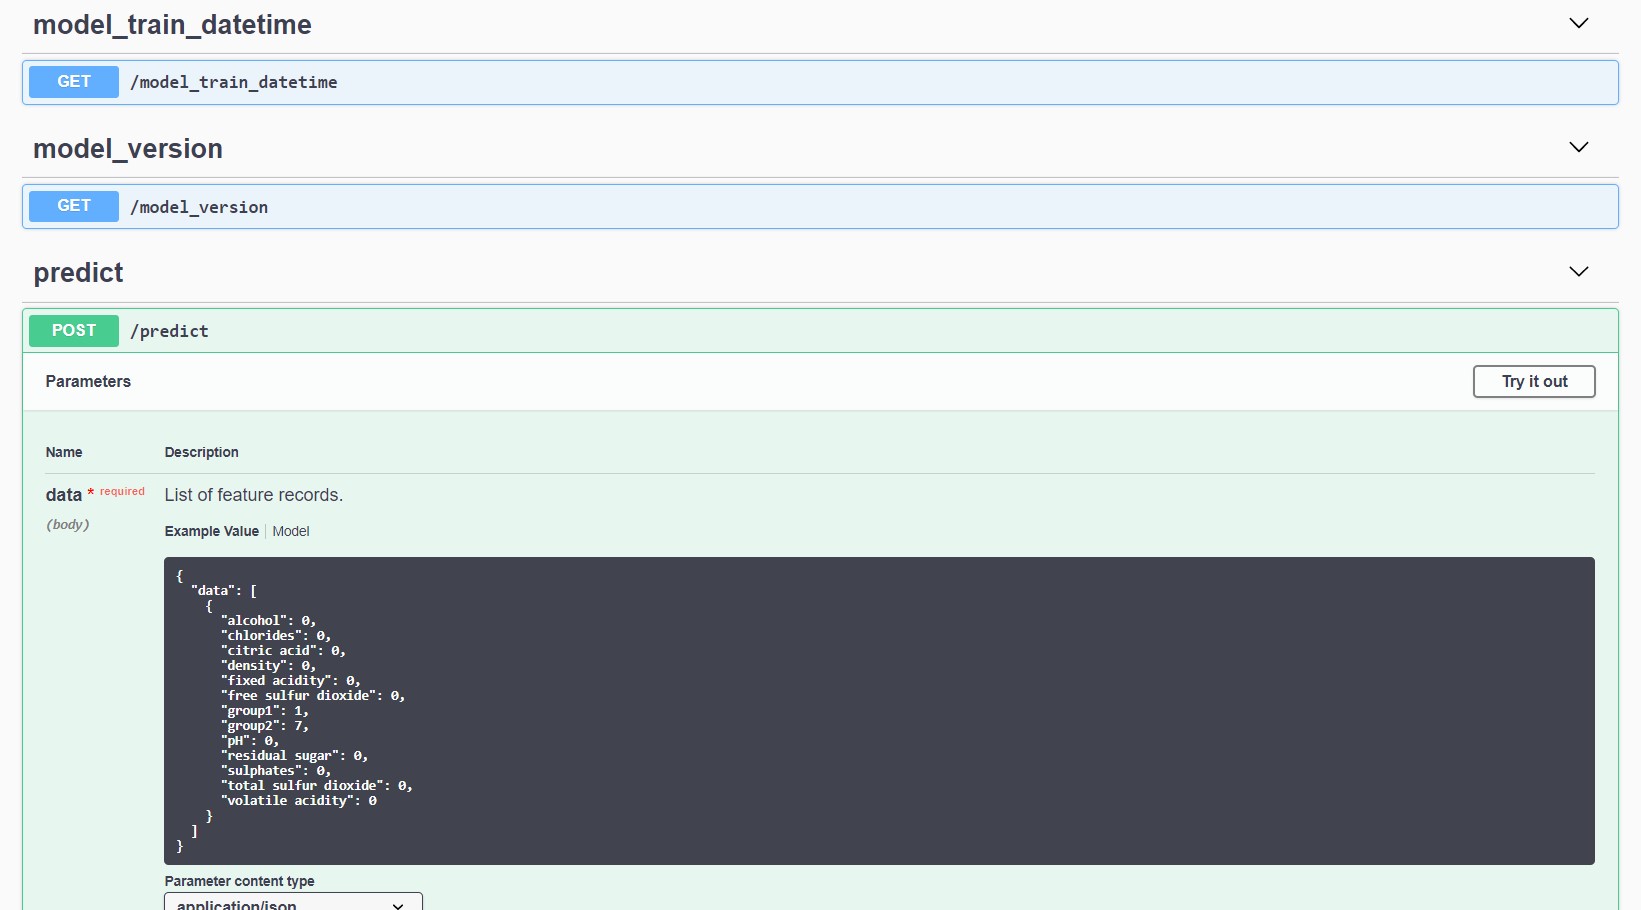 model_train_datetime
GET /model_train_datetime
model_version
GET /model_version
predict
POST /predict
Parameters Try it out
Name Description
data * required List of feature records.
(body)
Example Value | Model
{
  "data": [
    {
      "alcohol": 0,
      "chlorides": 0,
      "citric acid": 0,
      "density": 0,
      "fixed acidity": 0,
      "free sulfur dioxide": 0,
      "group1": 1,
      "group2": 7,
      "pH": 0,
      "residual sugar": 0,
      "sulphates": 0,
      "total sulfur dioxide": 0,
      "volatile acidity": 0
    }
  ]
}
Parameter content type
application/json